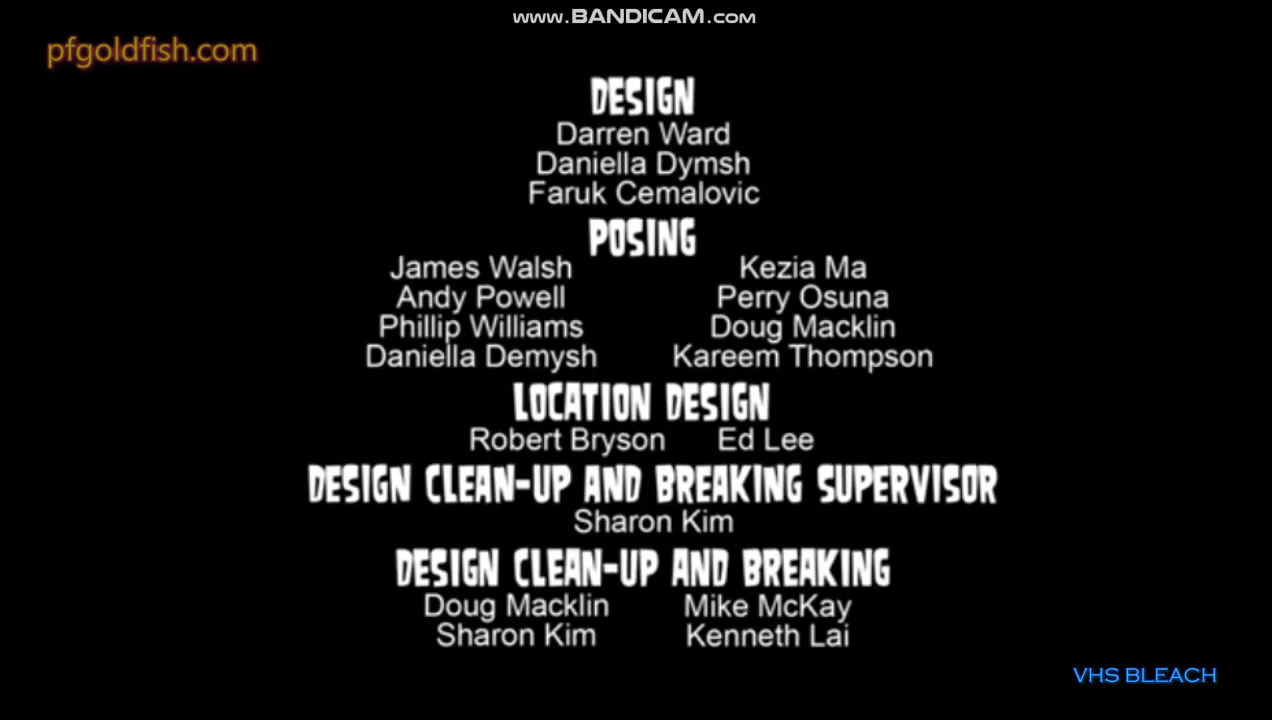 www.BANDICAM.com
pfgoldfish.com
DESIGN
Darren Ward
Daniella Dymsh
Faruk Cemalovic
POSING
James Walsh Kezia Ma
Andy Powell Perry Osuna
Phillip Williams Doug Macklin
Daniella Demysh Kareem Thompson
LOCATION DESIGN
Robert Bryson Ed Lee
DESIGN CLEAN-UP AND BREAKING SUPERVISOR
Sharon Kim
DESIGN CLEAN-UP AND BREAKING
Doug Macklin Mike McKay
Sharon Kim Kenneth Lai
VHS BLEACH